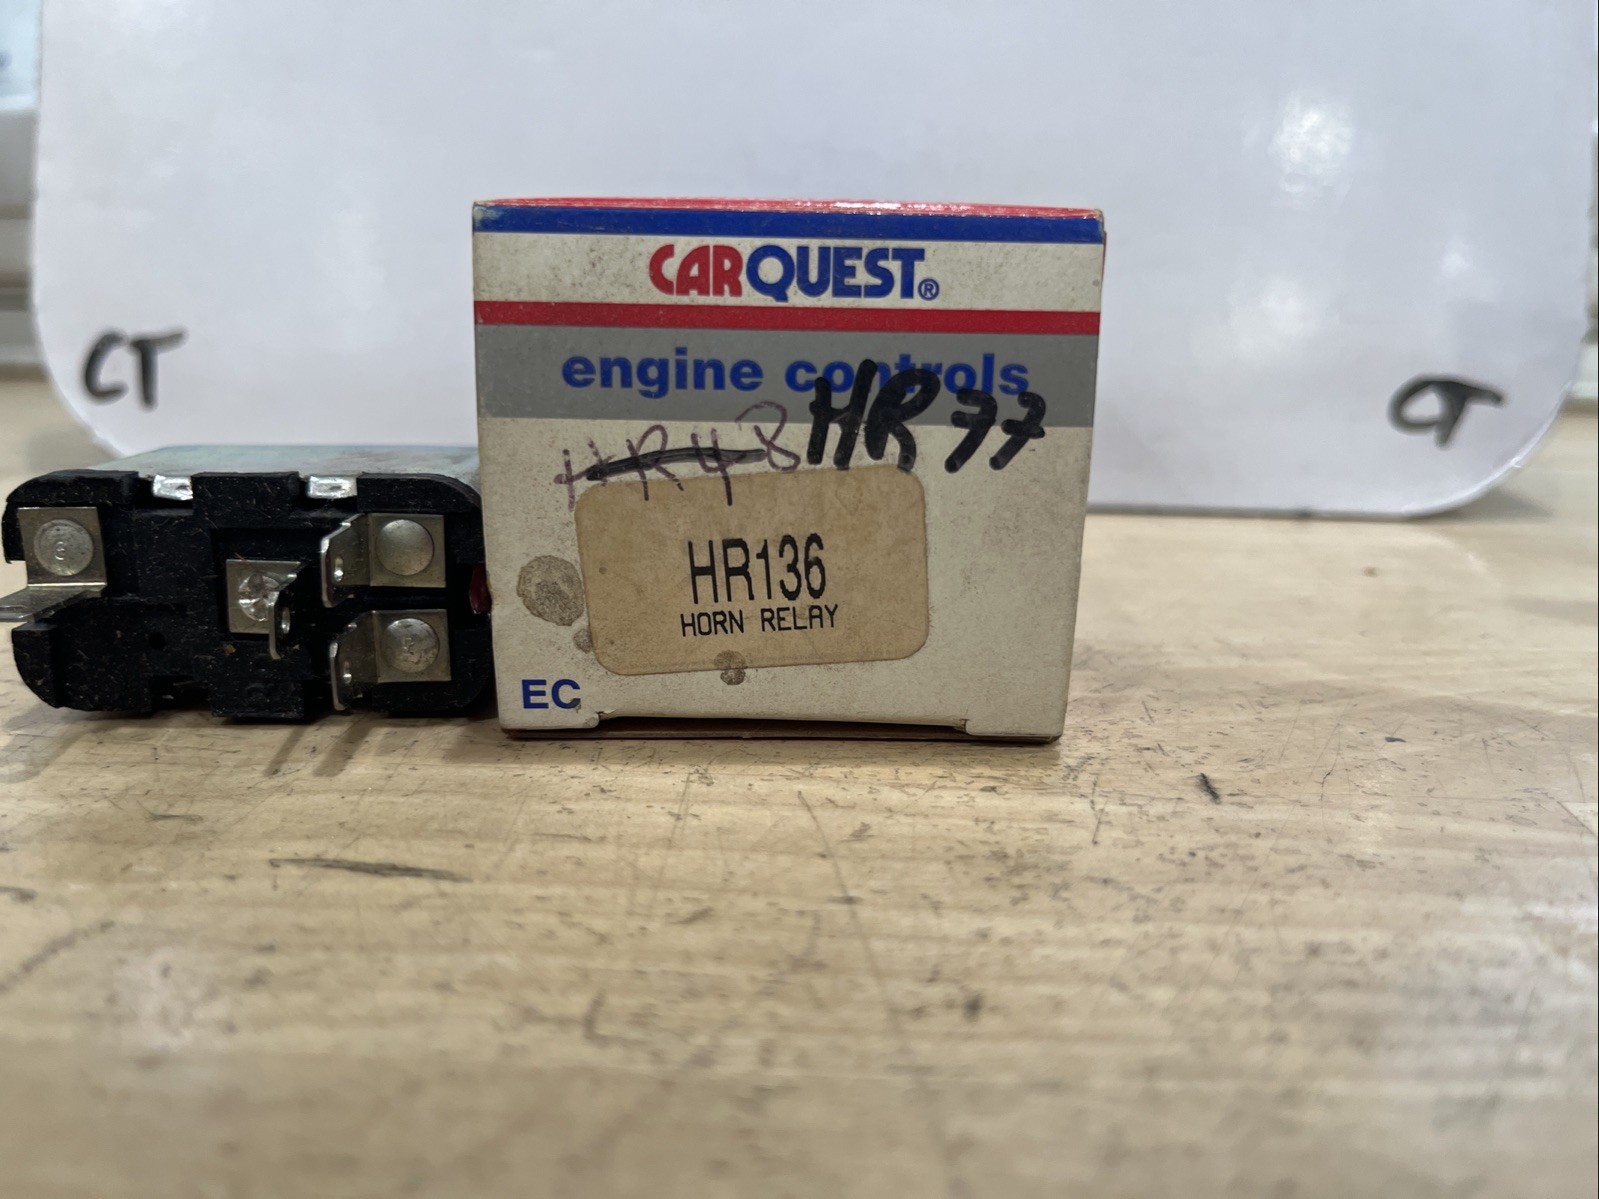 CARQUEST®
engine controls
HR48 HR77
HR136
HORN RELAY
EC
CT
CT